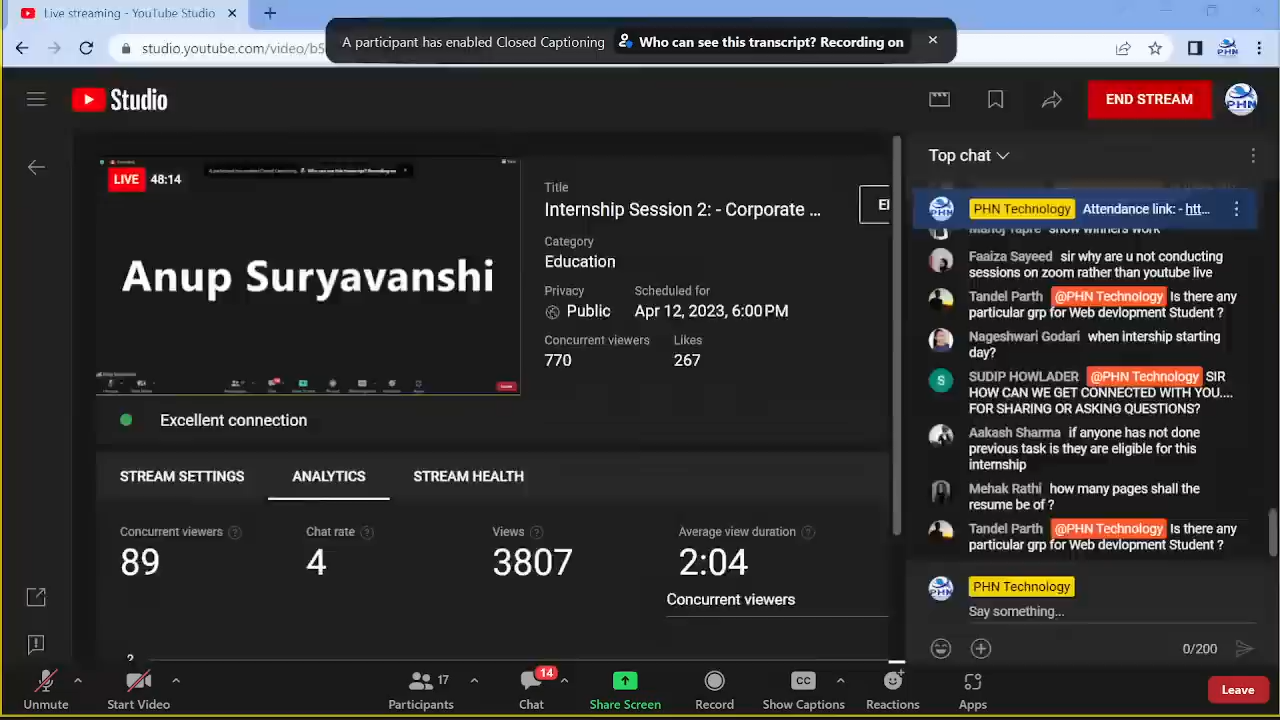 Live streaming - YouTube Studio
studio.youtube.com/video/b5
A participant has enabled Closed Captioning
Who can see this transcript? Recording on
Studio
END STREAM
PHN
LIVE 48:14
Anup Suryavanshi
Title
Internship Session 2: - Corporate ...
Category
Education
Privacy
Scheduled for
Public
Apr 12, 2023, 6:00 PM
Concurrent viewers
Likes
770
267
Excellent connection
STREAM SETTINGS
ANALYTICS
STREAM HEALTH
Concurrent viewers
Chat rate
Views
Average view duration
89
4
3807
2:04
Concurrent viewers
Top chat
PHN Technology Attendance link: - htt...
Manoj Tapre show winners work
Faaiza Sayeed sir why are u not conducting
sessions on zoom rather than youtube live
Tandel Parth @PHN Technology Is there any
particular grp for Web devlopment Student ?
Nageshwari Godari when intership starting
day?
SUDIP HOWLADER @PHN Technology SIR
HOW CAN WE GET CONNECTED WITH YOU....
FOR SHARING OR ASKING QUESTIONS?
Aakash Sharma if anyone has not done
previous task is they are eligible for this
internship
Mehak Rathi how many pages shall the
resume be of ?
Tandel Parth @PHN Technology Is there any
particular grp for Web devlopment Student ?
PHN Technology
Say something...
0/200
Unmute
Start Video
17
Participants
14
Chat
Share Screen
Record
CC
Show Captions
Reactions
Apps
Leave